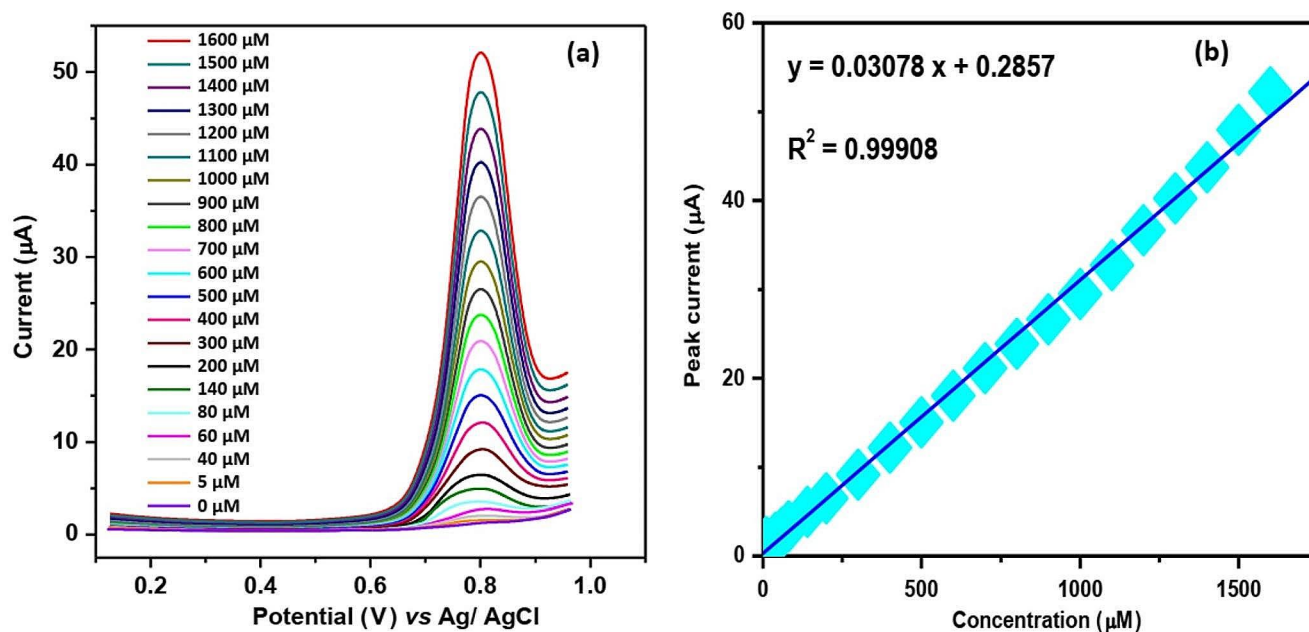 (a)
1600 µM
1500 µM
1400 µM
1300 µM
1200 µM
1100 µM
1000 µM
900 µM
800 µM
700 µM
600 µM
500 µM
400 µM
300 µM
200 µM
140 µM
80 µM
60 µM
40 µM
5 µM
0 µM
50
40
30
20
10
0
Current (µA)
0.2 0.4 0.6 0.8 1.0
Potential (V) vs Ag/ AgCl
(b)
y = 0.03078 x + 0.2857
R² = 0.99908
60
40
20
0
Peak current (µA)
0 500 1000 1500
Concentration (µM)